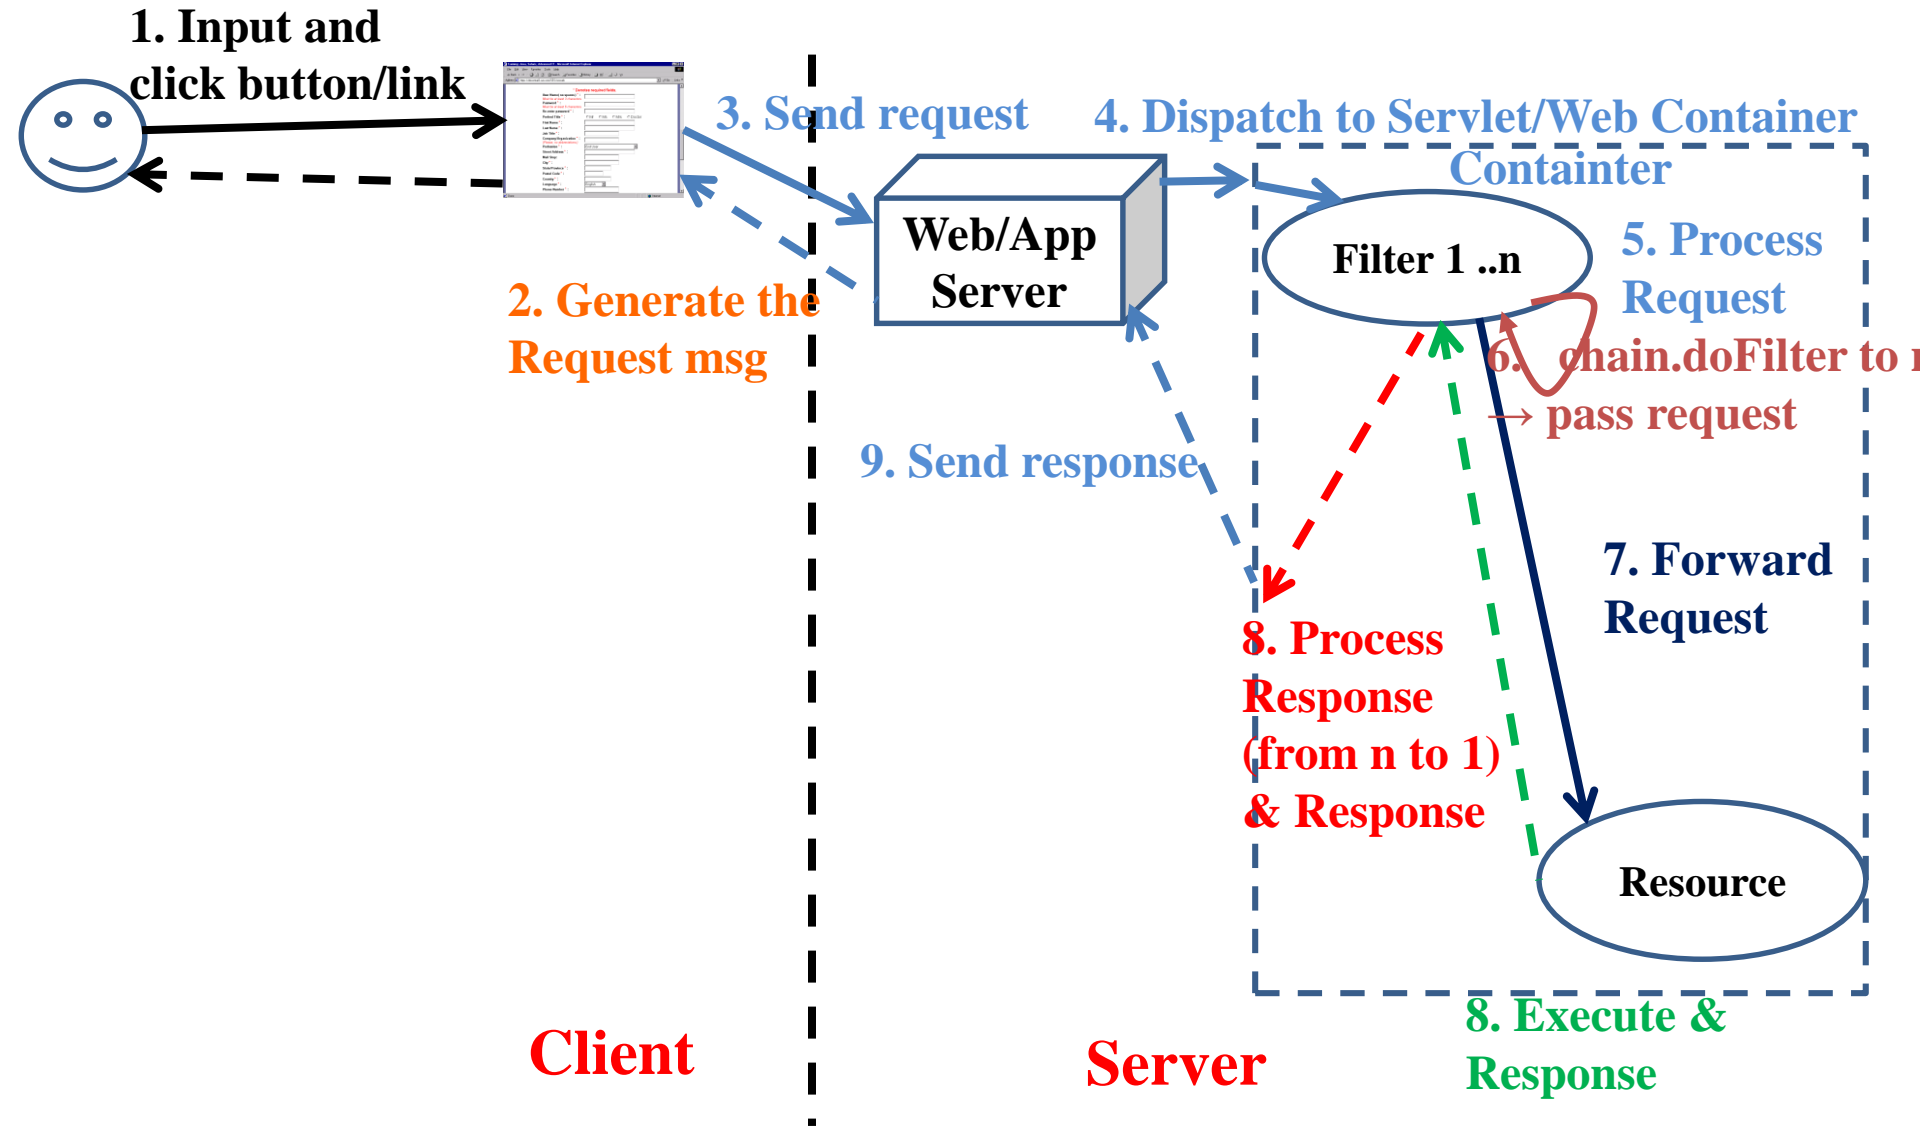 1. Input and
click button/link
3. Send request
4. Dispatch to Servlet/Web Container
Containter
Web/App
Server
Filter 1 ..n
5. Process
Request
2. Generate the
Request msg
6. chain.doFilter to
→ pass request
9. Send response
7. Forward
Request
8. Process
Response
(from n to 1)
& Response
Resource
8. Execute &
Response
Client
Server